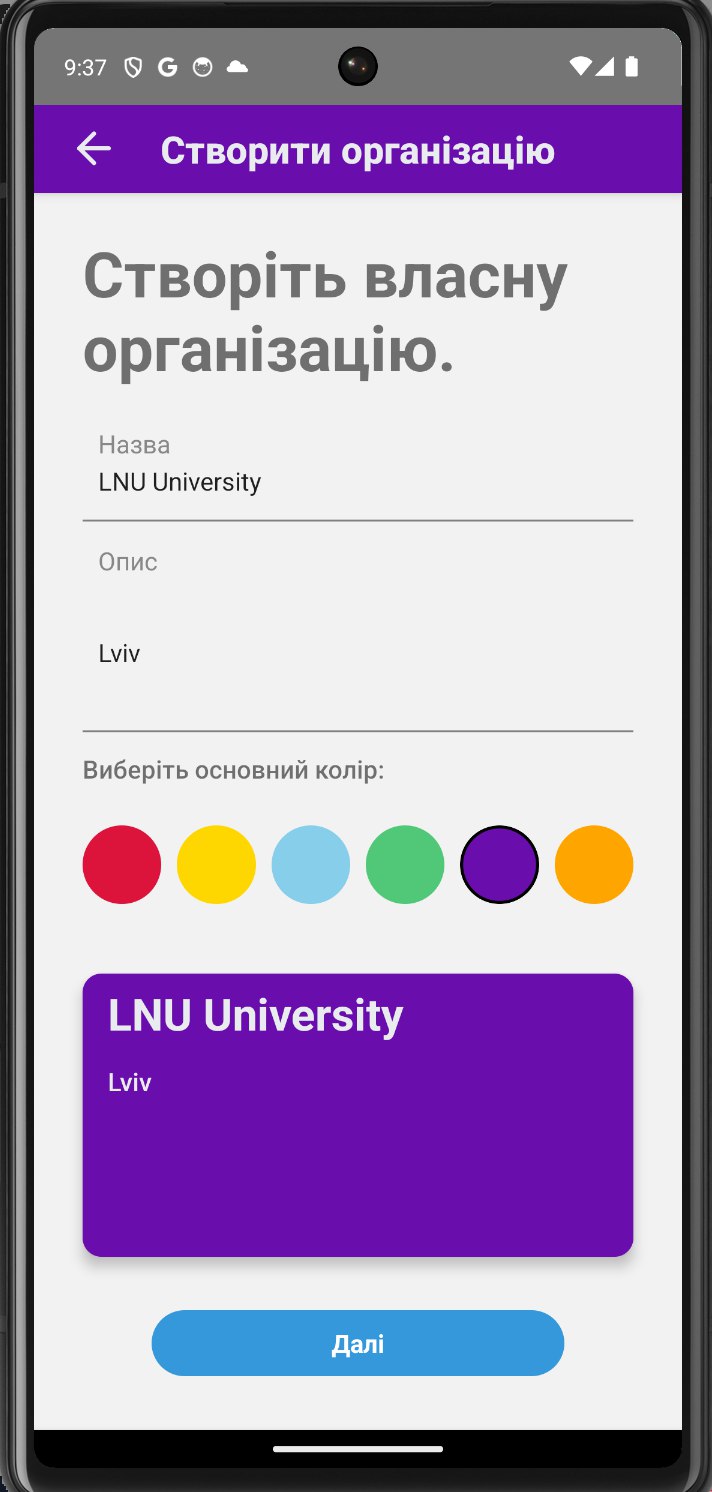 9:37
Створити організацію
Створіть власну
організацію.
Назва
LNU University
Опис
Lviv
Виберіть основний колір:
LNU University
Lviv
Далі